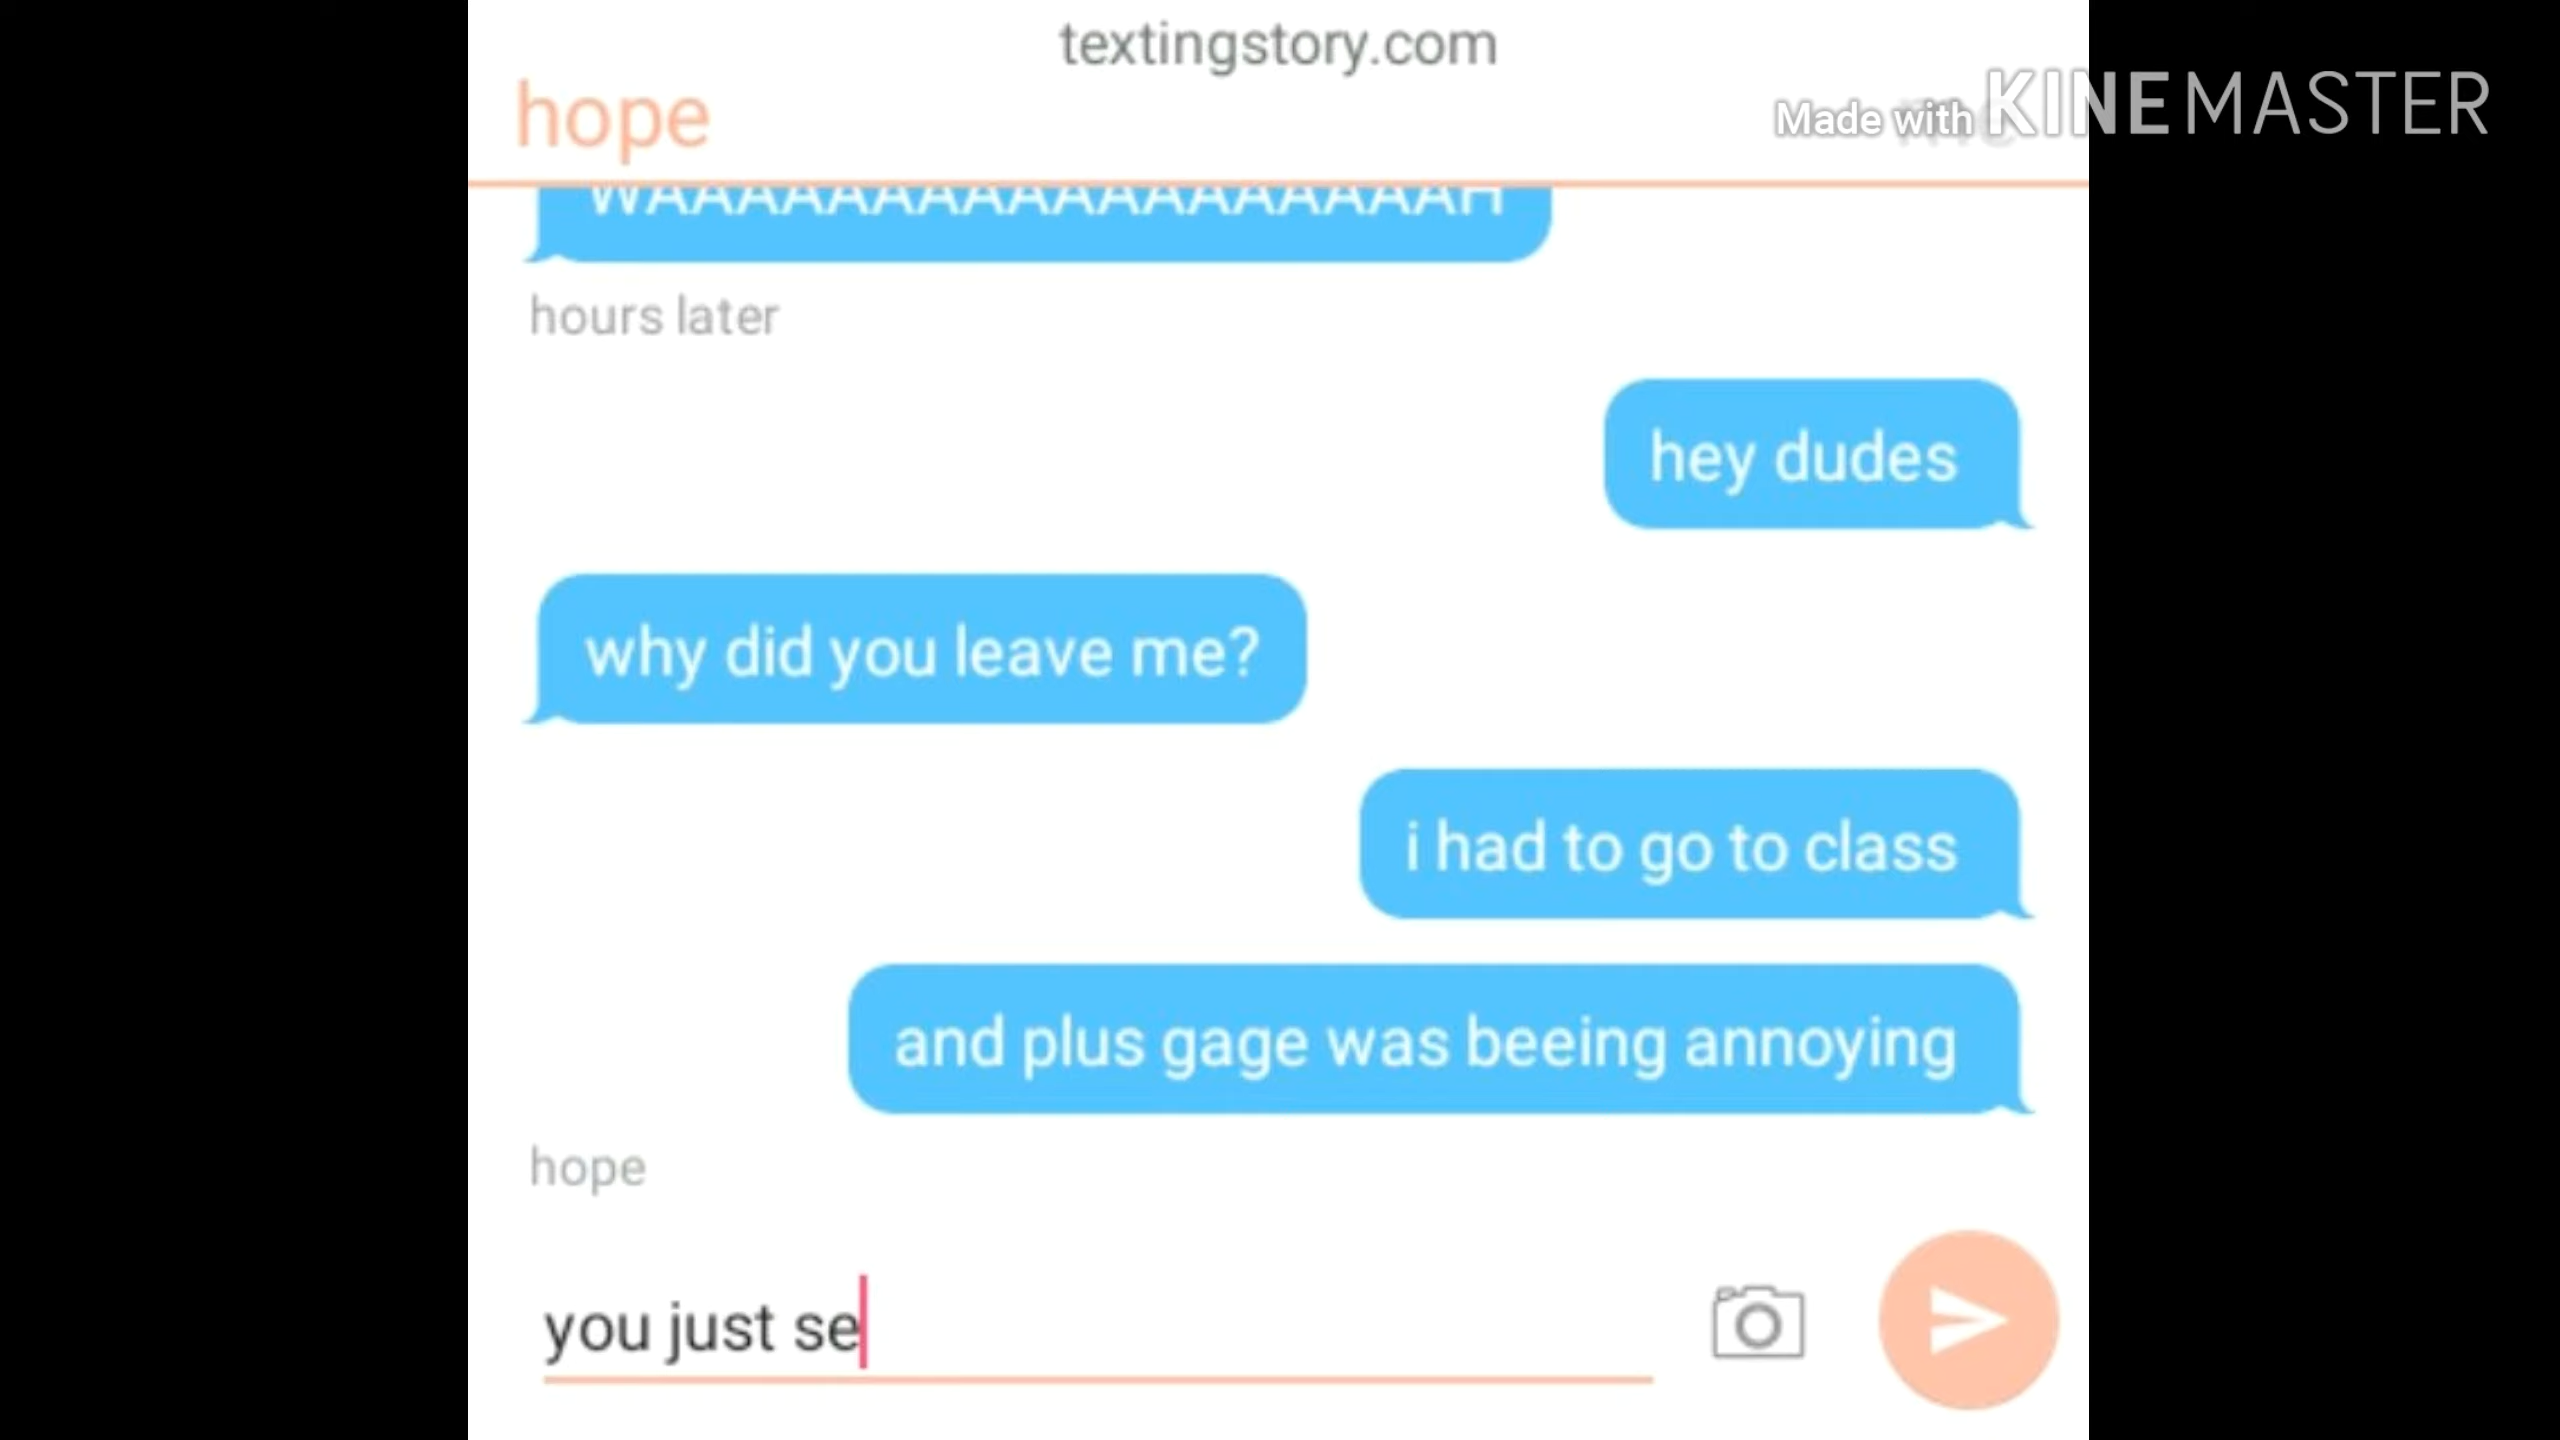 textingstory.com
hope
Made with KINEMASTER
WAAAAAAAAAAAAAAAAAAAH
hours later
hey dudes
why did you leave me?
i had to go to class
and plus gage was beeing annoying
hope
you just se